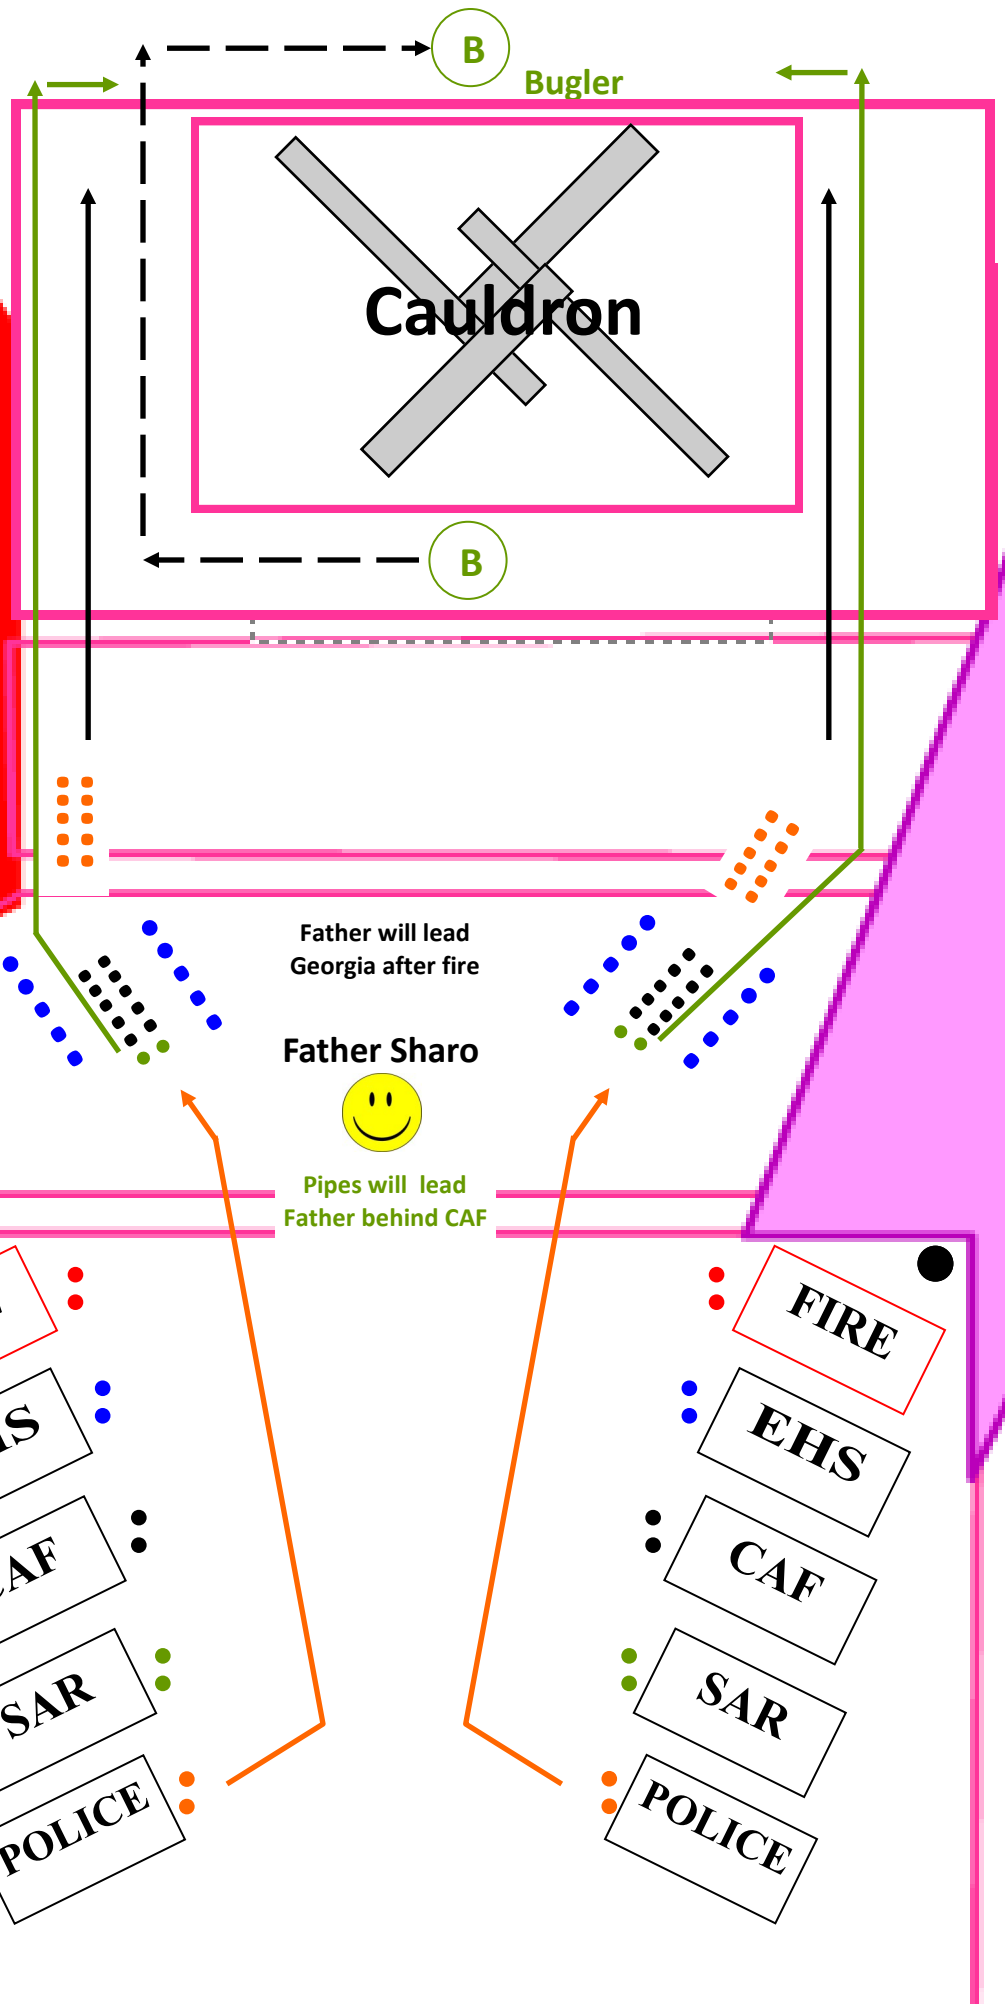 B
Bugler
Cauldron
B
Father will lead
Georgia after fire
Father Sharo
Pipes will lead
Father behind CAF
FIRE
EHS
CAF
SAR
SAR
POLICE
POLICE